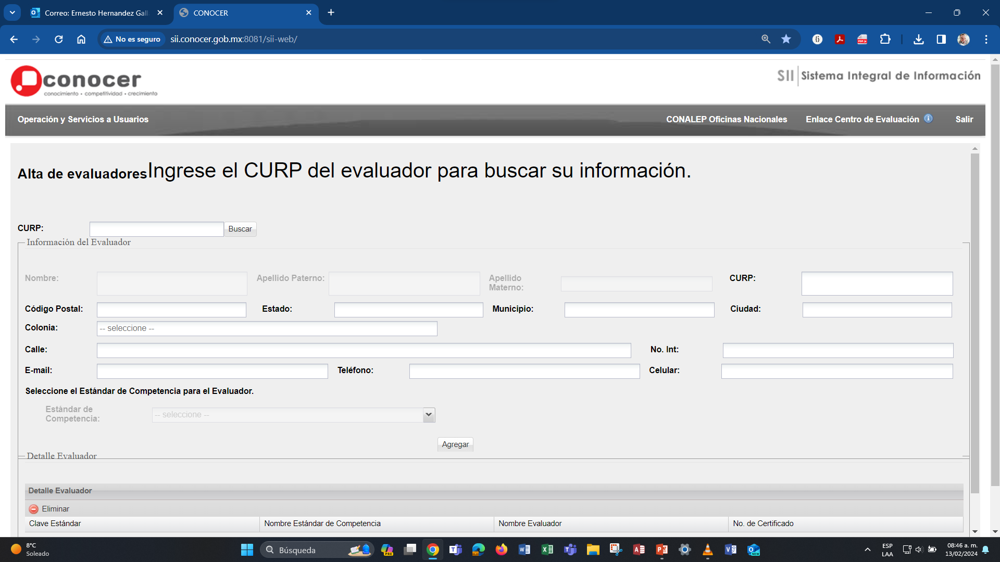 Correo: Ernesto Hernandez Gall
CONOCER
No es seguro
sii.conocer.gob.mx:8081/sii-web/
conocer
conocimiento • competitividad • crecimiento
SII Sistema Integral de Información
Operación y Servicios a Usuarios
CONALEP Oficinas Nacionales
Enlace Centro de Evaluación
Salir
Alta de evaluadoresIngrese el CURP del evaluador para buscar su información.
CURP:
Buscar
Información del Evaluador
Nombre:
Apellido Paterno:
Apellido
Materno:
CURP:
Código Postal:
Estado:
Municipio:
Ciudad:
Colonia:
-- seleccione --
Calle:
No. Int:
E-mail:
Teléfono:
Celular:
Seleccione el Estándar de Competencia para el Evaluador.
Estándar de
Competencia:
-- seleccione --
Agregar
Detalle Evaluador
Detalle Evaluador
Eliminar
Clave Estándar
Nombre Estándar de Competencia
Nombre Evaluador
No. de Certificado
8°C
Soleado
Búsqueda
PRE
NEW
ESP
LAA
08:46 a. m.
13/02/2024